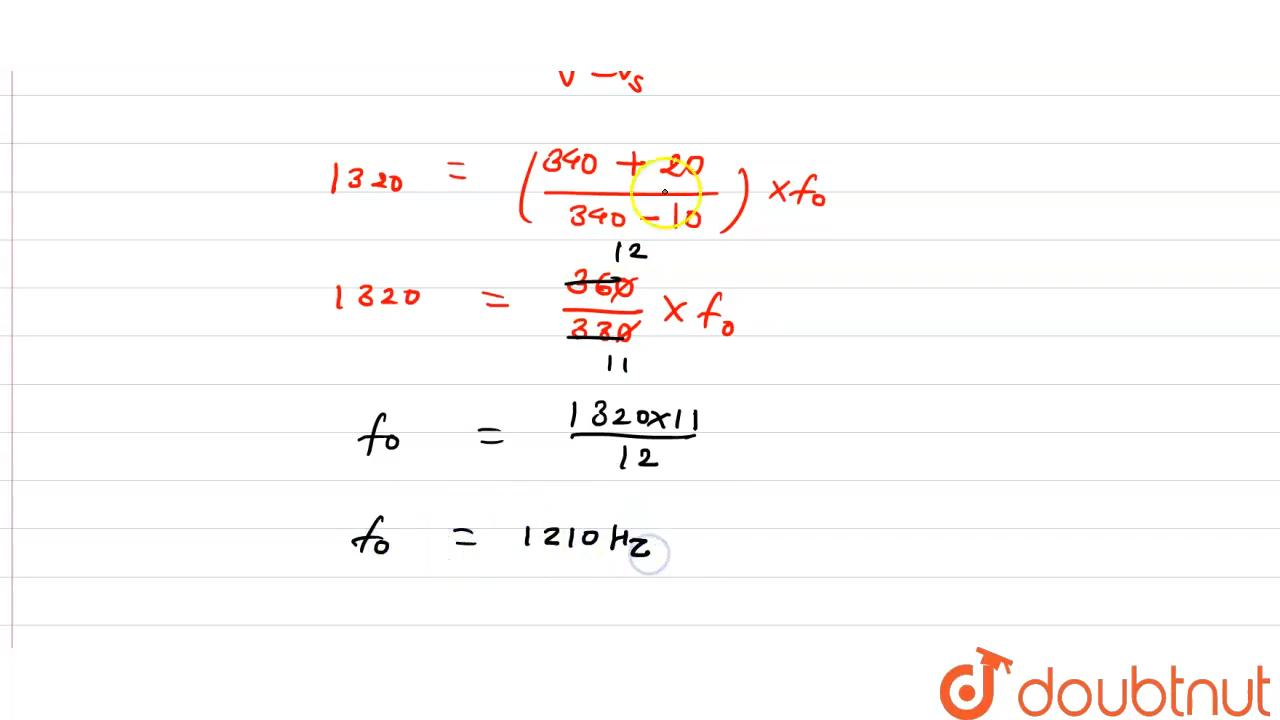 v - vs
1320 = (340 + 20 / 340 - 10) × f0
12
1320 = 360 / 330 × f0
11
f0 = 1320×11 / 12
f0 = 1210 Hz
doubtnut